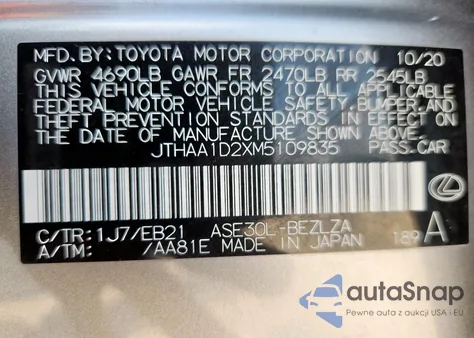 MFD. BY: TOYOTA MOTOR CORPORATION 10/20
GVWR 4690LB GAWR FR 2470LB RR 2545LB
THIS VEHICLE CONFORMS TO ALL APPLICABLE
FEDERAL MOTOR VEHICLE SAFETY, BUMPER, AND
THEFT PREVENTION STANDARDS IN EFFECT ON
THE DATE OF MANUFACTURE SHOWN ABOVE.
JTHAA1D2XM5109835 PASS.CAR
C/TR: 1J7/EB21 ASE30L-BEZLZA 189 A
A/TM: /AA81E MADE IN JAPAN
autoSnap
Pewne auta z aukcji USA i EU